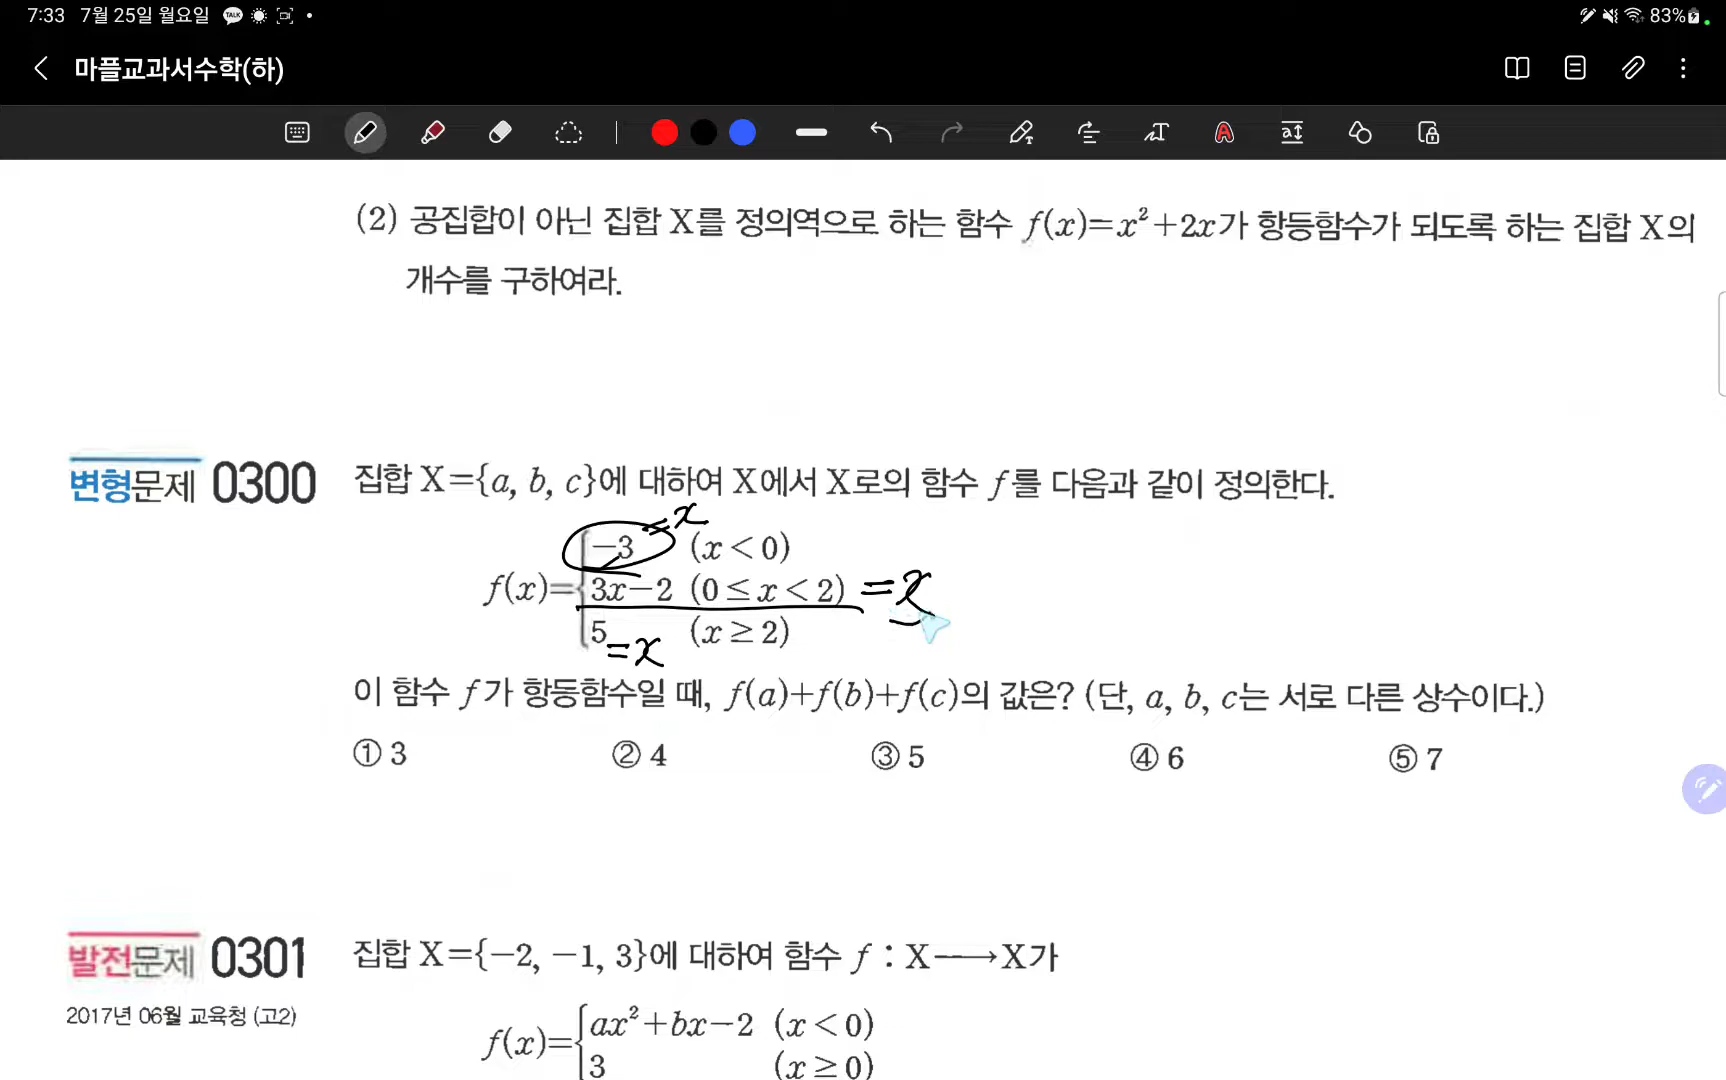 7:33 7월 25일 월요일 TALK 83%
마플교과서수학(하)
(2) 공집합이 아닌 집합 X를 정의역으로 하는 함수 f(x)=x²+2x가 항등함수가 되도록 하는 집합 X의
개수를 구하여라.
변형문제 0300 집합 X={a, b, c}에 대하여 X에서 X로의 함수 f를 다음과 같이 정의한다.
-3 =x (x<0)
f(x)= 3x-2 (0≤x<2) =x
5 =x (x≥2)
이 함수 f가 항등함수일 때, f(a)+f(b)+f(c)의 값은? (단, a, b, c는 서로 다른 상수이다.)
① 3 ② 4 ③ 5 ④ 6 ⑤ 7
발전문제 0301 집합 X={-2, -1, 3}에 대하여 함수 f : X⟶X가
2017년 06월 교육청 (고2)
ax²+bx-2 (x<0)
f(x)=
3 (x≥0)